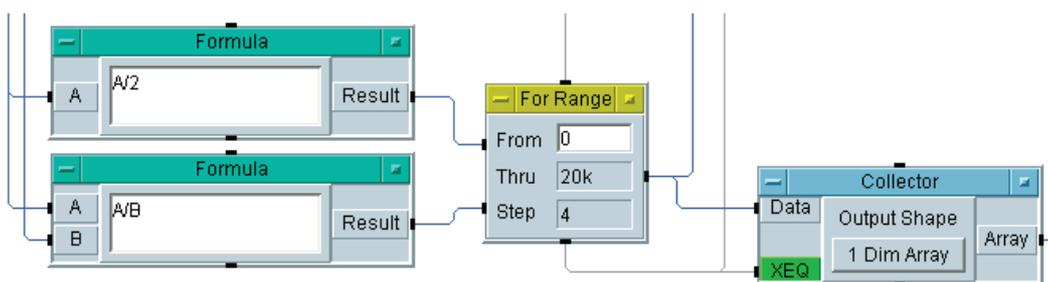 Formula
A
A/2
Result
Formula
A
B
A/B
Result
For Range
From 0
Thru 20k
Step 4
Collector
Data
XEQ
Output Shape
1 Dim Array
Array